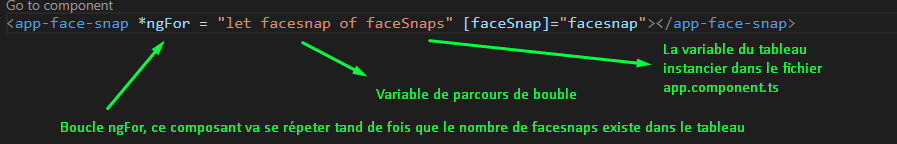 Go to component
<app-face-snap *ngFor = "let facesnap of faceSnaps" [faceSnap]="facesnap"></app-face-snap>
La variable du tableau
instancier dans le fichier
app.component.ts
Variable de parcours de bouble
Boucle ngFor, ce composant va se répeter tand de fois que le nombre de facesnaps existe dans le tableau